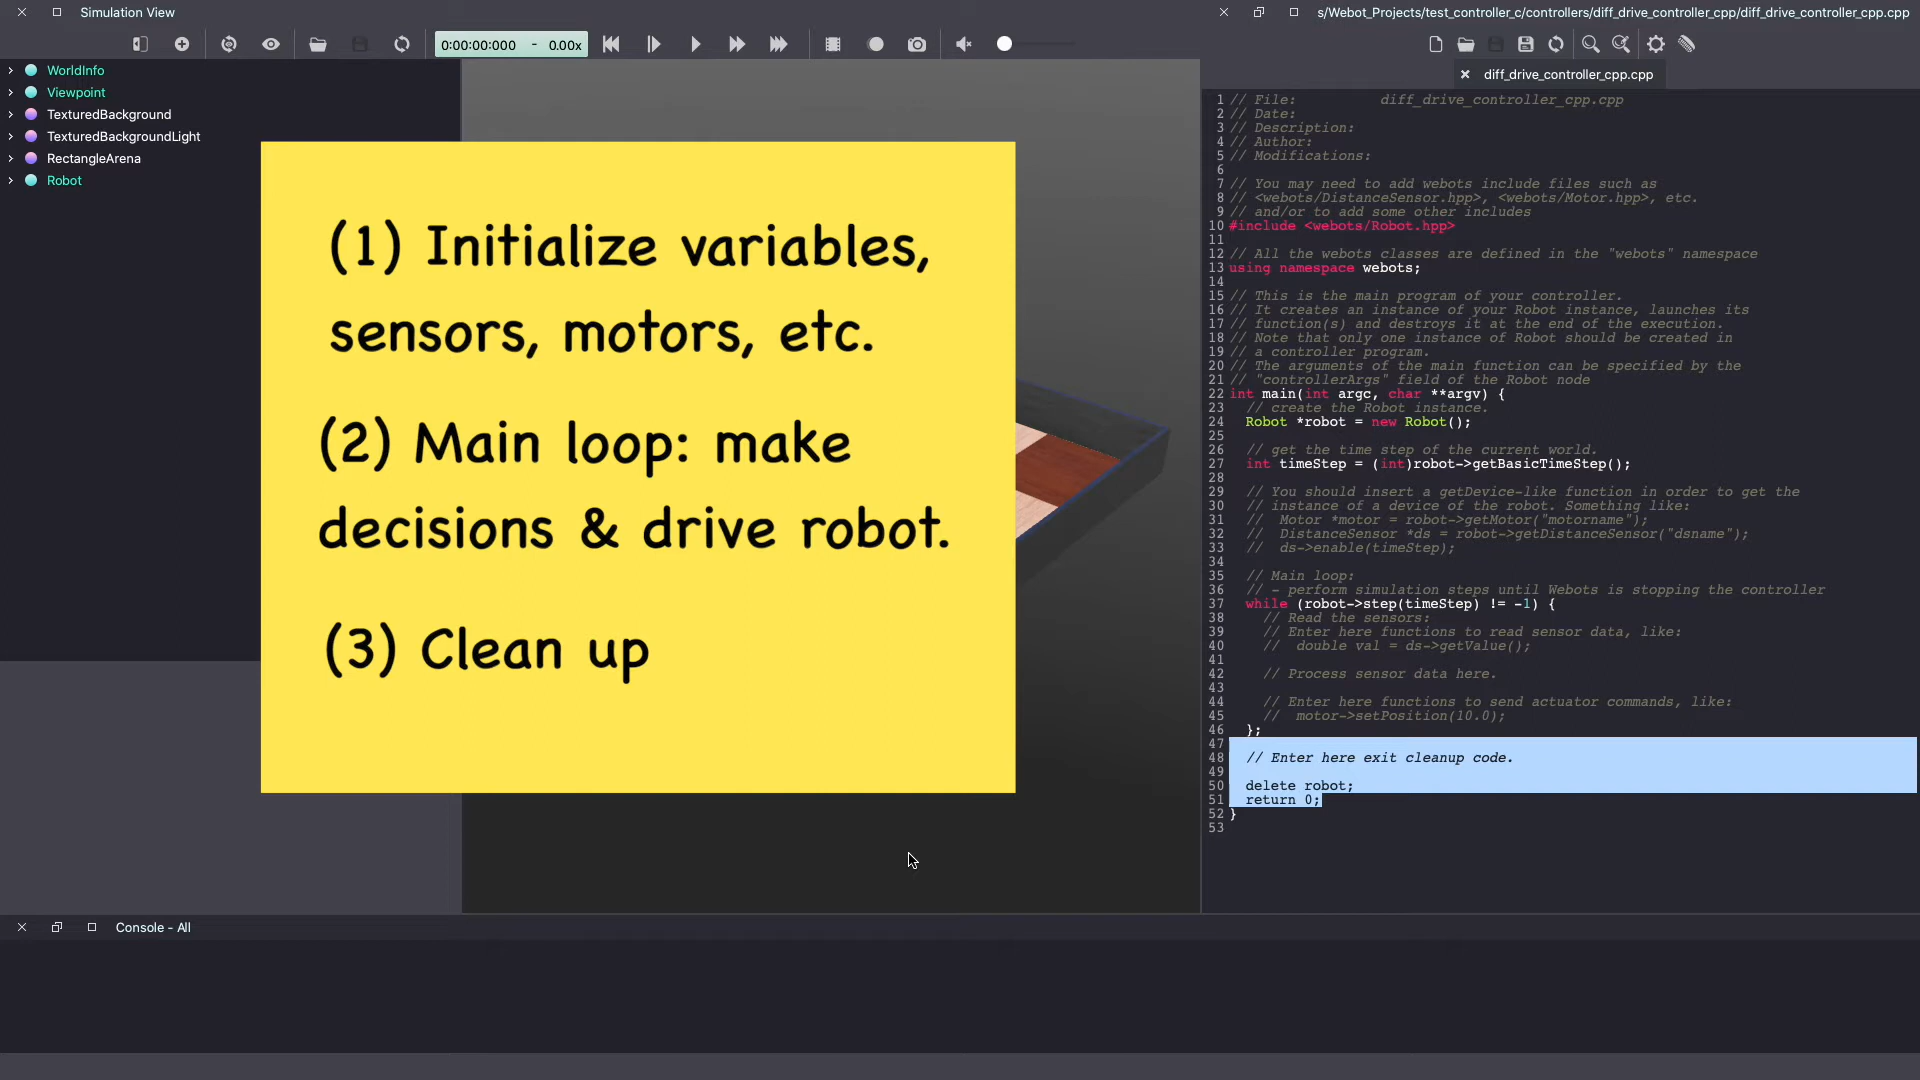 Simulation View
s/Webot_Projects/test_controller_c/controllers/diff_drive_controller_cpp/diff_drive_controller_cpp.cpp
0:00:00:000 - 0.00x
diff_drive_controller_cpp.cpp
WorldInfo
Viewpoint
TexturedBackground
TexturedBackgroundLight
RectangleArena
Robot
(1) Initialize variables,
sensors, motors, etc.
(2) Main loop: make
decisions & drive robot.
(3) Clean up
1 // File: diff_drive_controller_cpp.cpp
2 // Date:
3 // Description:
4 // Author:
5 // Modifications:
6
7 // You may need to add webots include files such as
8 // <webots/DistanceSensor.hpp>, <webots/Motor.hpp>, etc.
9 // and/or to add some other includes
10 #include <webots/Robot.hpp>
11
12 // All the webots classes are defined in the "webots" namespace
13 using namespace webots;
14
15 // This is the main program of your controller.
16 // It creates an instance of your Robot instance, launches its
17 // function(s) and destroys it at the end of the execution.
18 // Note that only one instance of Robot should be created in
19 // a controller program.
20 // The arguments of the main function can be specified by the
21 // "controllerArgs" field of the Robot node
22 int main(int argc, char **argv) {
23 // create the Robot instance.
24 Robot *robot = new Robot();
25
26 // get the time step of the current world.
27 int timeStep = (int)robot->getBasicTimeStep();
28
29 // You should insert a getDevice-like function in order to get the
30 // instance of a device of the robot. Something like:
31 // Motor *motor = robot->getMotor("motorname");
32 // DistanceSensor *ds = robot->getDistanceSensor("dsname");
33 // ds->enable(timeStep);
34
35 // Main loop:
36 // - perform simulation steps until Webots is stopping the controller
37 while (robot->step(timeStep) != -1) {
38 // Read the sensors:
39 // Enter here functions to read sensor data, like:
40 // double val = ds->getValue();
41
42 // Process sensor data here.
43
44 // Enter here functions to send actuator commands, like:
45 // motor->setPosition(10.0);
46 };
47
48 // Enter here exit cleanup code.
49
50 delete robot;
51 return 0;
52 }
53
Console - All